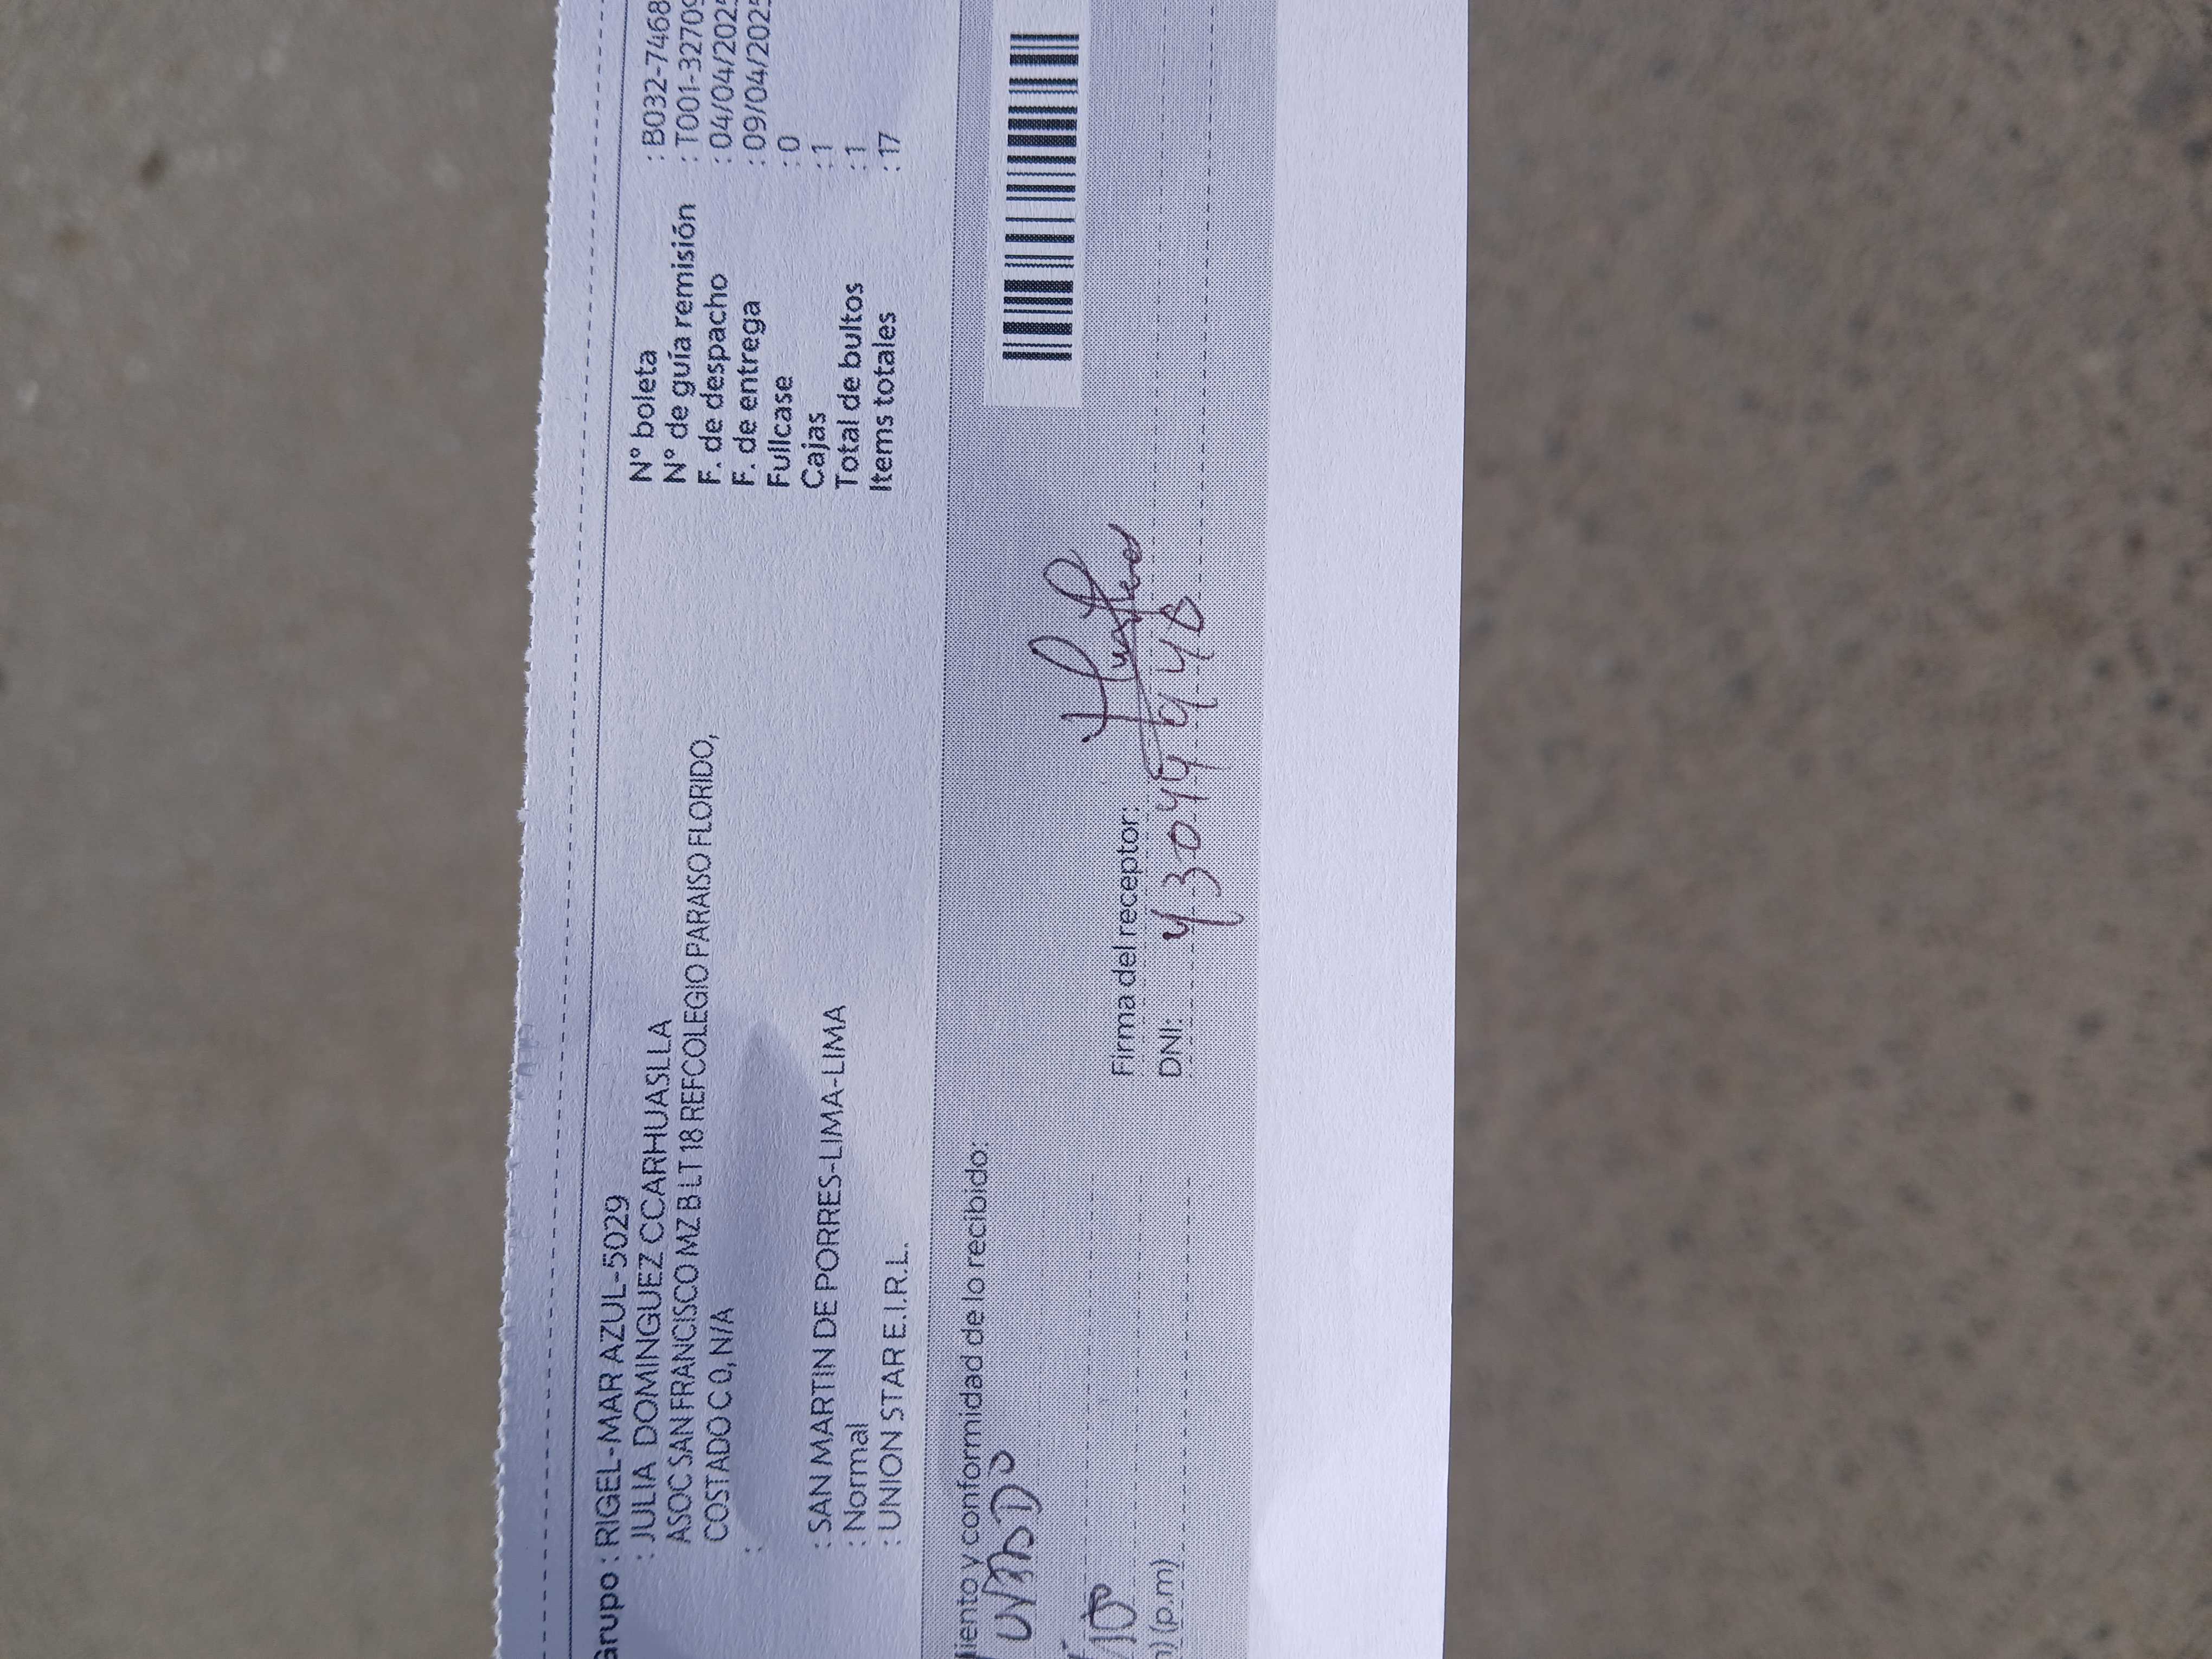 Grupo : RIGEL-MAR AZUL-5029
: JULIA DOMINGUEZ CCARHUASLLA
ASOC SAN FRANCISCO MZ B LT 18 REFCOLEGIO PARAISO FLORIDO,
COSTADO C 0, N/A
:
: SAN MARTIN DE PORRES-LIMA-LIMA
: Normal
: UNION STAR E.I.R.L.
N° boleta : B032-7468
N° de guía remisión : T001-32709
F. de despacho : 04/04/2025
F. de entrega : 09/04/2025
Fullcase : 0
Cajas : 1
Total de bultos : 1
Items totales : 17
iento y conformidad de lo recibido:
Firma del receptor:
DNI:
) (p.m)